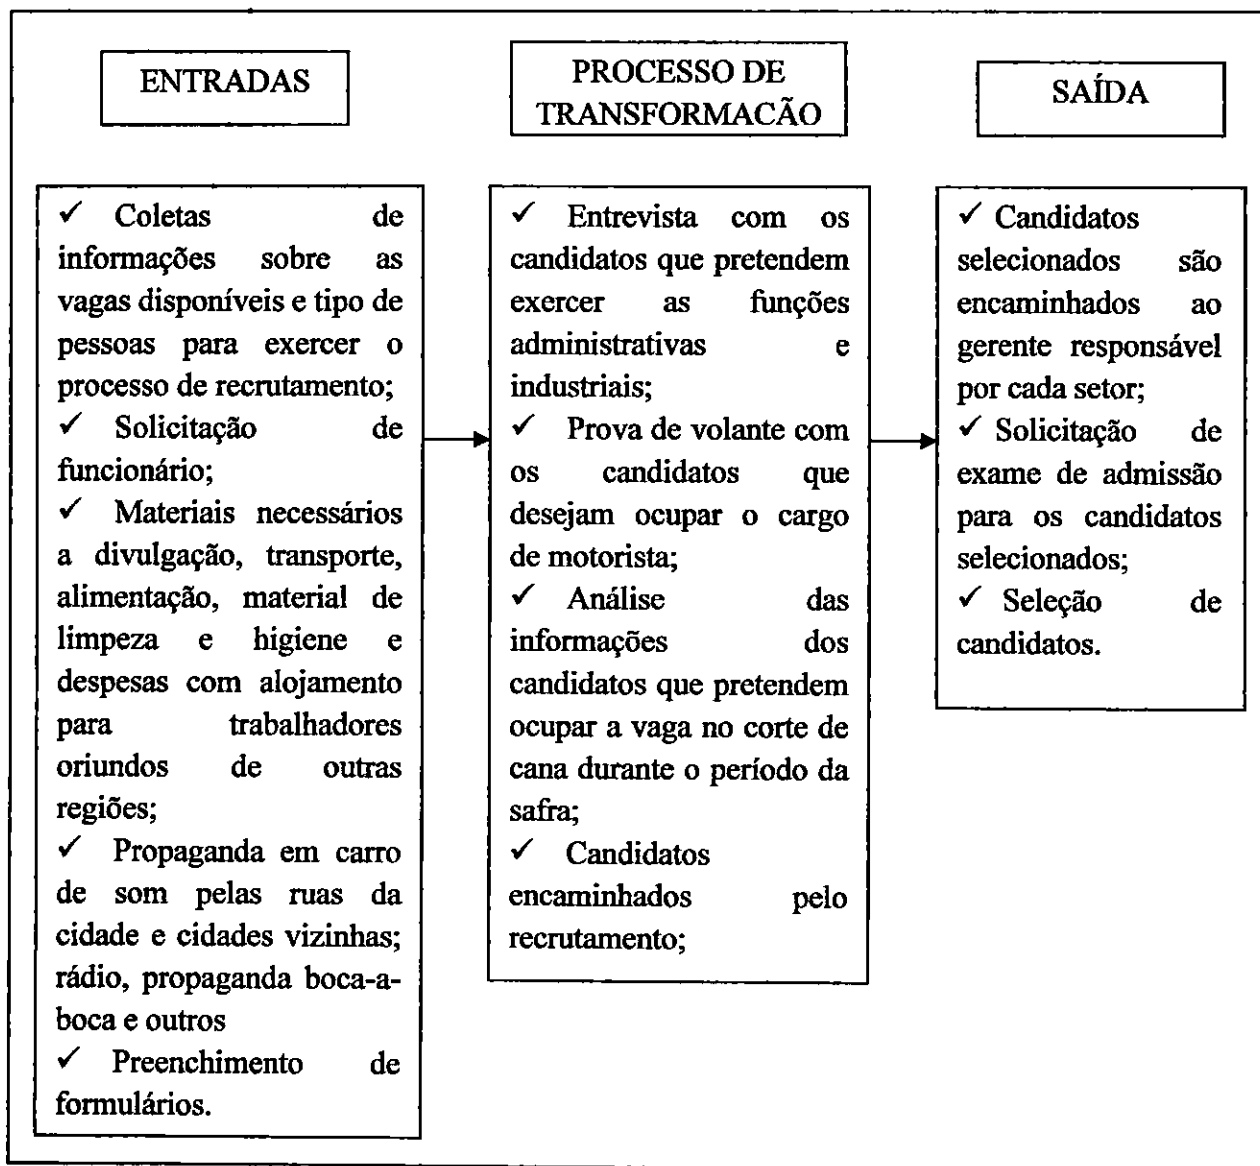 ENTRADAS
✓ Coletas de
informações sobre as
vagas disponíveis e tipo de
pessoas para exercer o
processo de recrutamento;
✓ Solicitação de
funcionário;
✓ Materiais necessários
a divulgação, transporte,
alimentação, material de
limpeza e higiene e
despesas com alojamento
para trabalhadores
oriundos de outras
regiões;
✓ Propaganda em carro
de som pelas ruas da
cidade e cidades vizinhas;
rádio, propaganda boca-a-
boca e outros
✓ Preenchimento de
formulários.
PROCESSO DE
TRANSFORMACÃO
✓ Entrevista com os
candidatos que pretendem
exercer as funções
administrativas e
industriais;
✓ Prova de volante com
os candidatos que
desejam ocupar o cargo
de motorista;
✓ Análise das
informações dos
candidatos que pretendem
ocupar a vaga no corte de
cana durante o período da
safra;
✓ Candidatos
encaminhados pelo
recrutamento;
SAÍDA
✓ Candidatos
selecionados são
encaminhados ao
gerente responsável
por cada setor;
✓ Solicitação de
exame de admissão
para os candidatos
selecionados;
✓ Seleção de
candidatos.